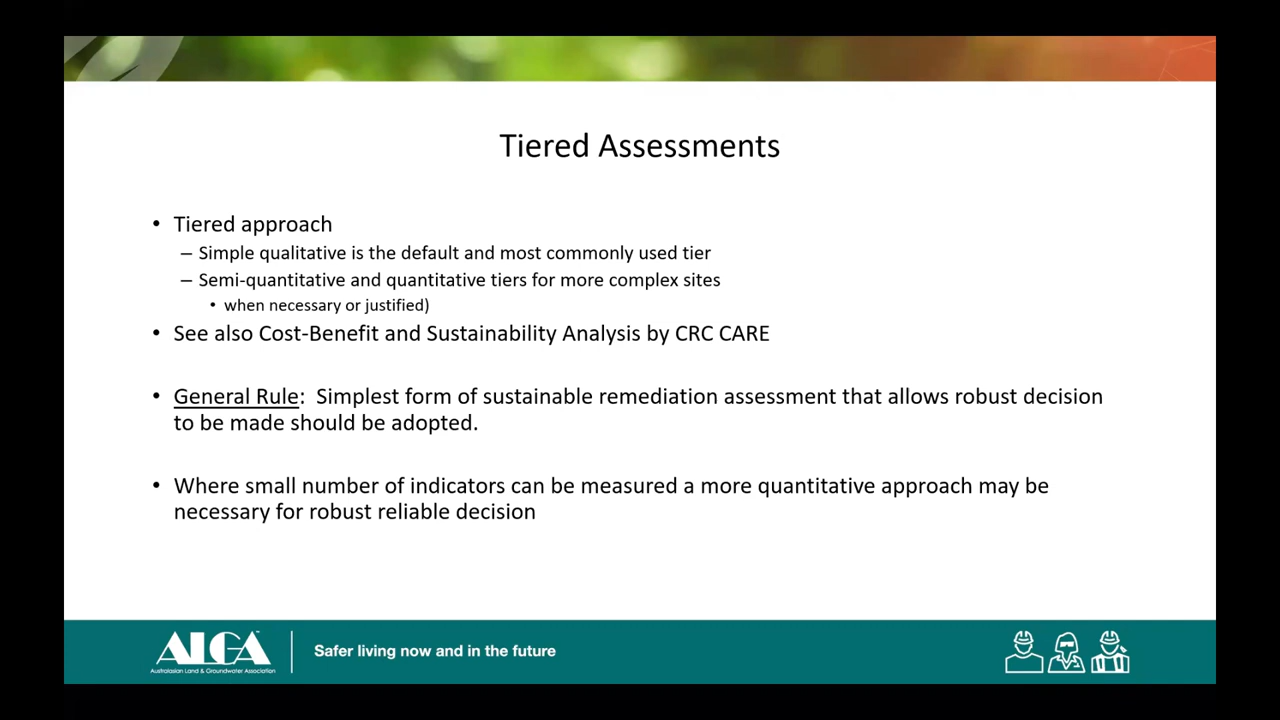 Tiered Assessments
• Tiered approach
– Simple qualitative is the default and most commonly used tier
– Semi-quantitative and quantitative tiers for more complex sites
• when necessary or justified)
• See also Cost-Benefit and Sustainability Analysis by CRC CARE
• General Rule:  Simplest form of sustainable remediation assessment that allows robust decision
to be made should be adopted.
• Where small number of indicators can be measured a more quantitative approach may be
necessary for robust reliable decision
ALGA
Australasian Land & Groundwater Association
Safer living now and in the future